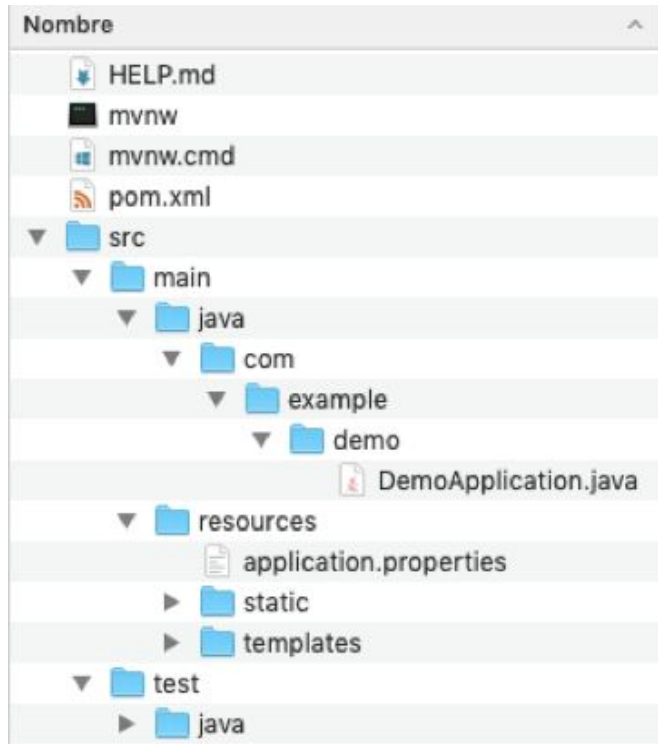 Nombre
HELP.md
mvnw
mvnw.cmd
pom.xml
src
main
java
com
example
demo
DemoApplication.java
resources
application.properties
static
templates
test
java